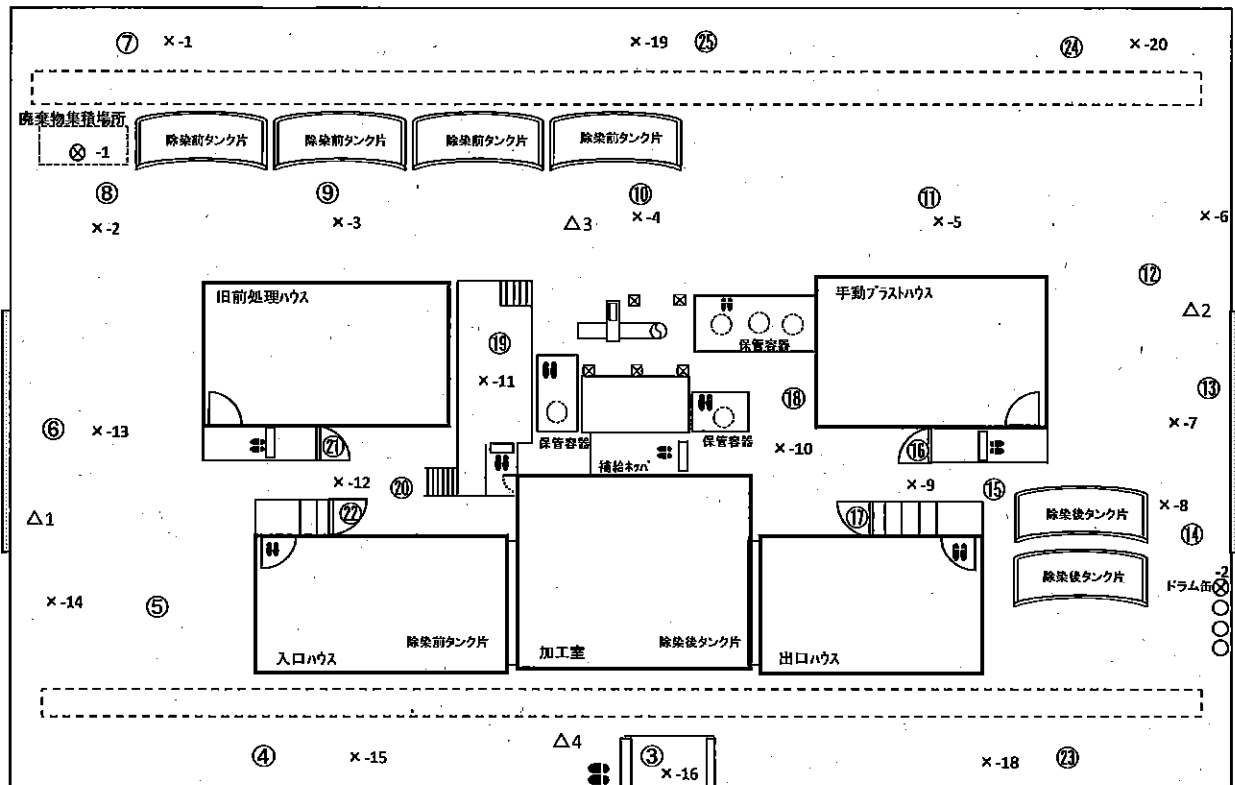 ⑦ ×-1 ×-19 ㉕ ㉔ ×-20
廃棄物集積場所
⊗ -1
除染前タンク片 除染前タンク片 除染前タンク片 除染前タンク片
⑧ ⑨ ⑩ ⑪
×-2 ×-3 △3 ×-4 ×-5 ×-6
⑫
旧前処理ハウス 手動ブラストハウス
△2
保管容器
⑲
×-11
⑱ ⑬
⑥ ×-13 ×-7
㉑ 保管容器 保管容器 ×-10 ⑯
補給ホッパ
×-12 ⑳ ×-9 ⑮
△1 ㉒ ⑰ 除染後タンク片 ×-8
⑭
除染後タンク片 -2
ドラム缶
×-14 ⑤
除染前タンク片 除染後タンク片
入口ハウス 加工室 出口ハウス
④ ×-15 △4 ③ ×-16 ×-18 ㉓